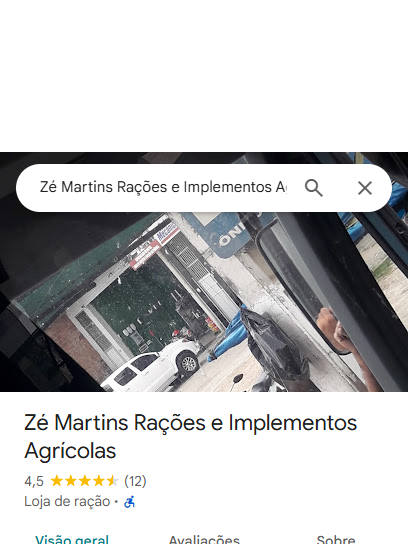 Zé Martins Rações e Implementos A
ÔNI
Zé Martins Rações e Implementos
Agrícolas
4,5 (12)
Loja de ração ·
Visão geral Avaliações Sobre